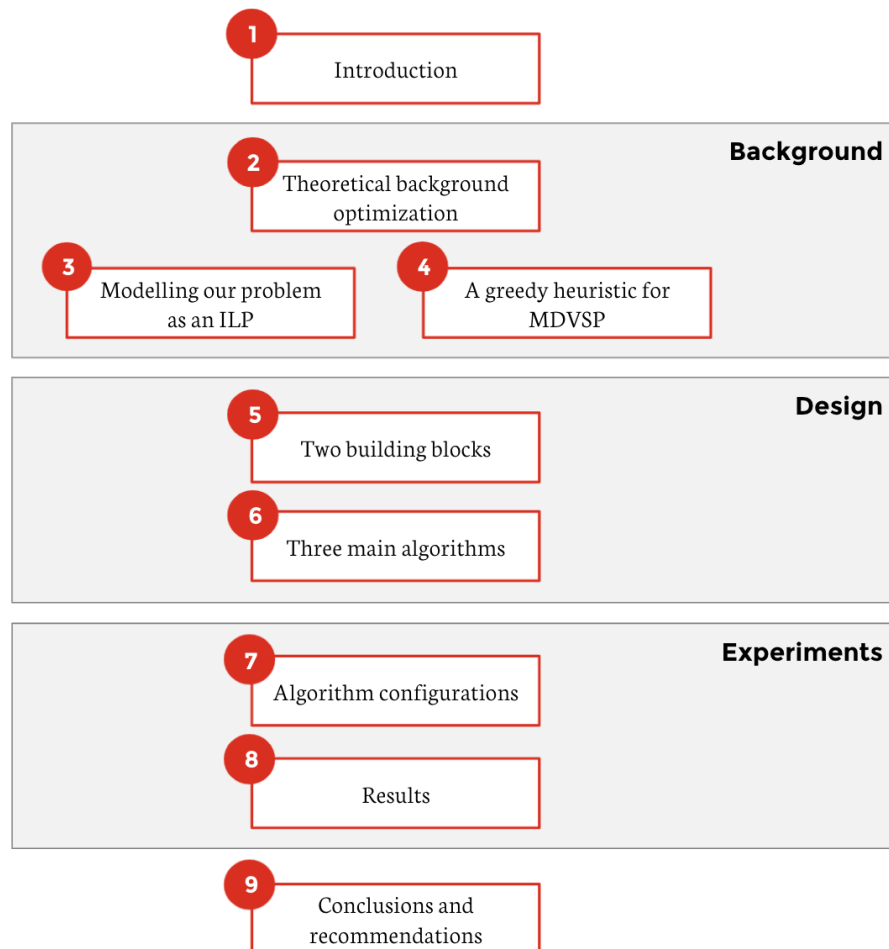 1
Introduction
Background
2
Theoretical background
optimization
3
Modelling our problem
as an ILP
4
A greedy heuristic for
MDVSP
Design
5
Two building blocks
6
Three main algorithms
Experiments
7
Algorithm configurations
8
Results
9
Conclusions and
recommendations